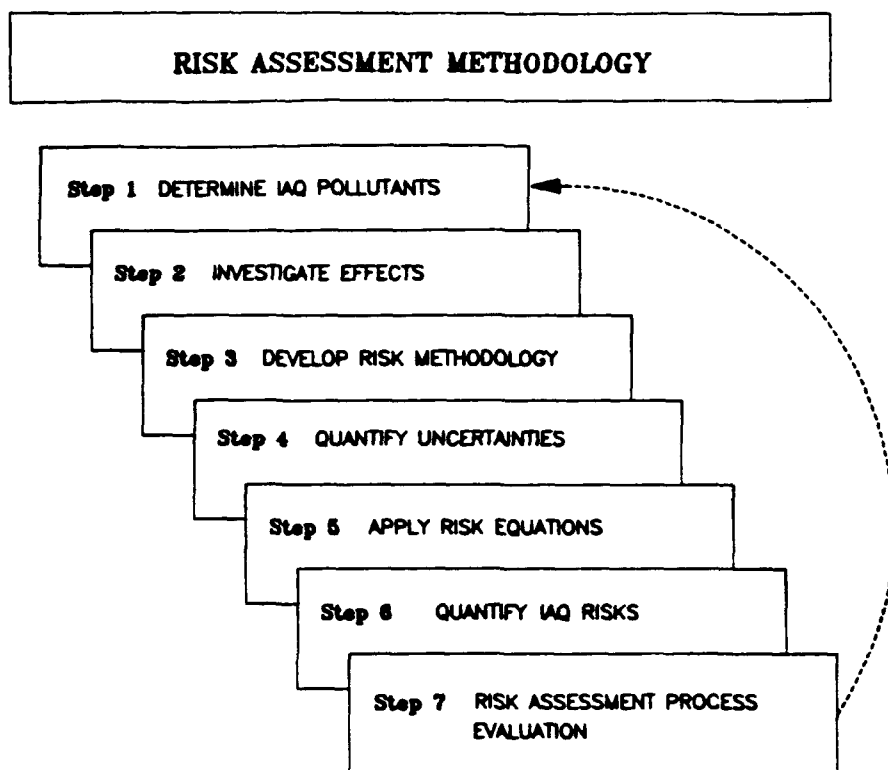 RISK ASSESSMENT METHODOLOGY
Step 1 DETERMINE IAQ POLLUTANTS
Step 2 INVESTIGATE EFFECTS
Step 3 DEVELOP RISK METHODOLOGY
Step 4 QUANTIFY UNCERTAINTIES
Step 5 APPLY RISK EQUATIONS
Step 6 QUANTIFY IAQ RISKS
Step 7 RISK ASSESSMENT PROCESS
EVALUATION